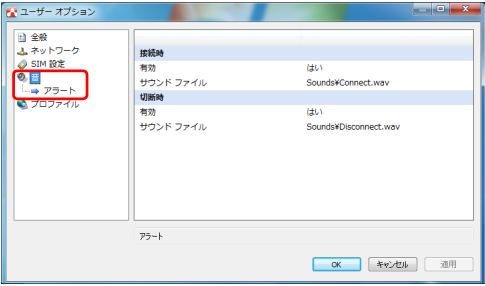 ユーザー オプション
全般
ネットワーク
SIM 設定
音
アラート
プロファイル
接続時
有効 はい
サウンド ファイル Sounds¥Connect.wav
切断時
有効 はい
サウンド ファイル Sounds¥Disconnect.wav
アラート
OK キャンセル 適用